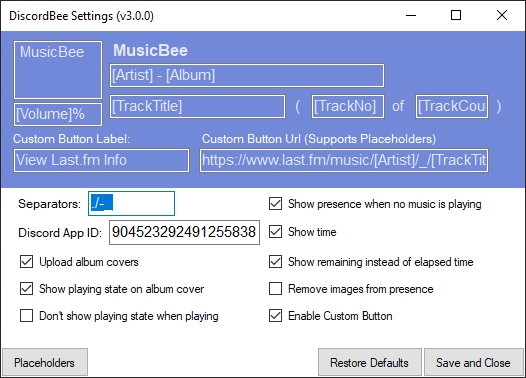 DiscordBee Settings (v3.0.0)
MusicBee
MusicBee
[Artist] - [Album]
[Volume]%
[TrackTitle] ( [TrackNo] of [TrackCou )
Custom Button Label: Custom Button Url (Supports Placeholders)
View Last.fm Info https://www.last.fm/music/[Artist]/_/[TrackTit
Separators: ./-_
Show presence when no music is playing
Discord App ID: 904523292491255838
Show time
Upload album covers
Show remaining instead of elapsed time
Show playing state on album cover
Remove images from presence
Don't show playing state when playing
Enable Custom Button
Placeholders Restore Defaults Save and Close